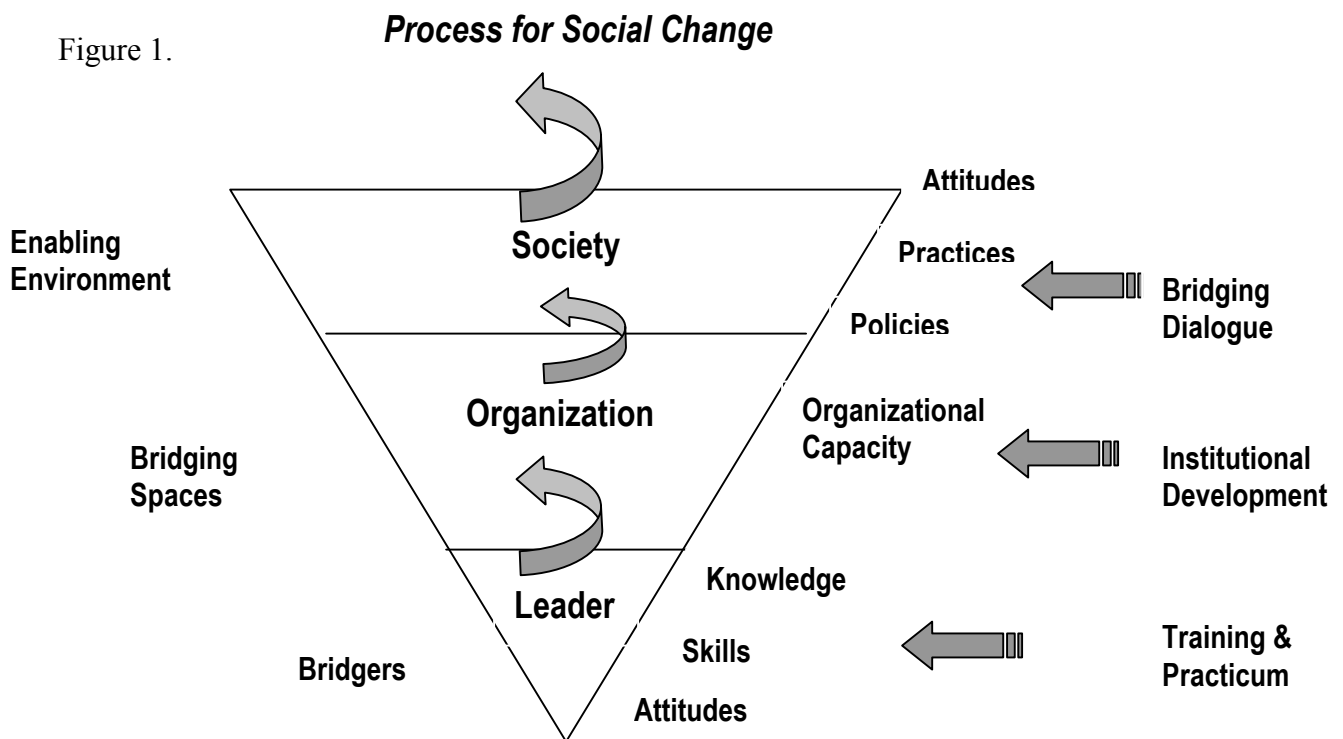 Process for Social Change
Figure 1.
Attitudes
Society
Enabling
Environment
Practices
Bridging
Dialogue
Policies
Organization
Organizational
Capacity
Bridging
Spaces
Institutional
Development
Leader
Knowledge
Bridgers
Skills
Training &
Practicum
Attitudes